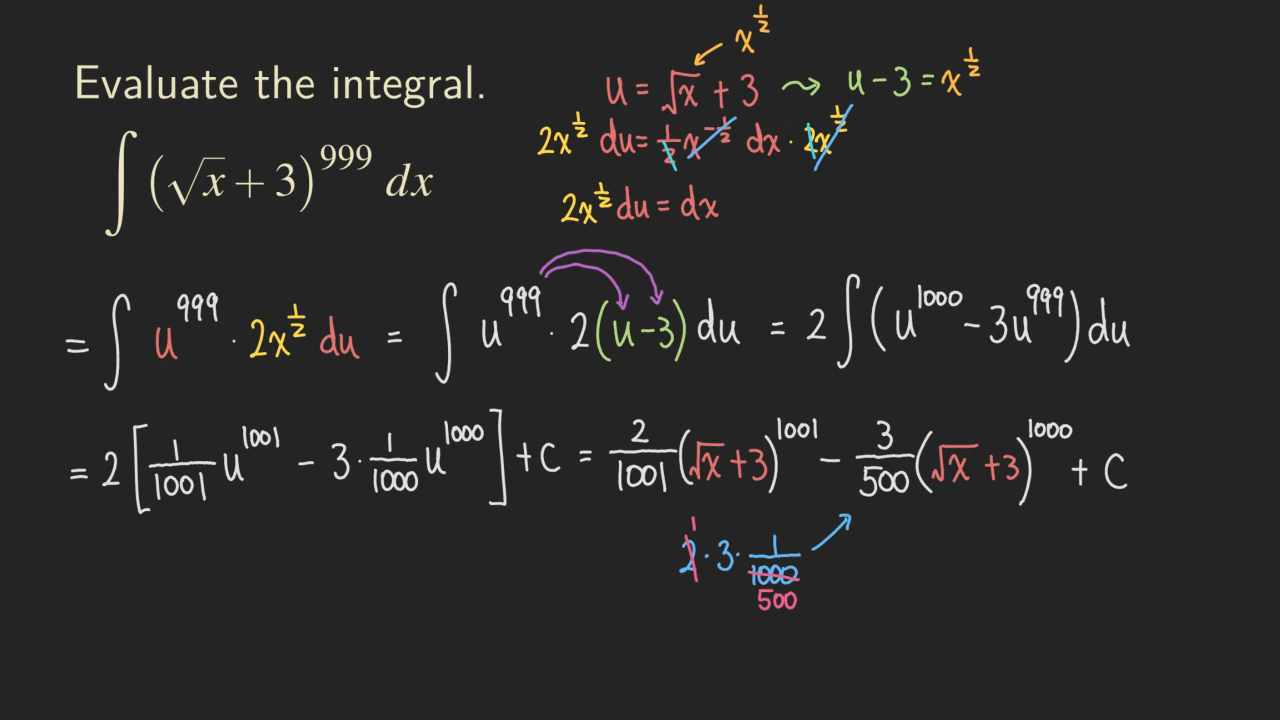 x^{1/2}
Evaluate the integral.
u = √x + 3 ⤳ u - 3 = x^{1/2}
∫ (√x + 3)^{999} dx
2x^{1/2} du = 1/2 x^{-1/2} dx · 2x^{1/2}
2x^{1/2} du = dx
= ∫ u^{999} · 2x^{1/2} du = ∫ u^{999} · 2(u-3) du = 2 ∫ (u^{1000} - 3u^{999}) du
= 2 [1/1001 u^{1001} - 3 · 1/1000 u^{1000}] + C = 2/1001 (√x + 3)^{1001} - 3/500 (√x + 3)^{1000} + C
1
2 · 3 · 1/1000
500